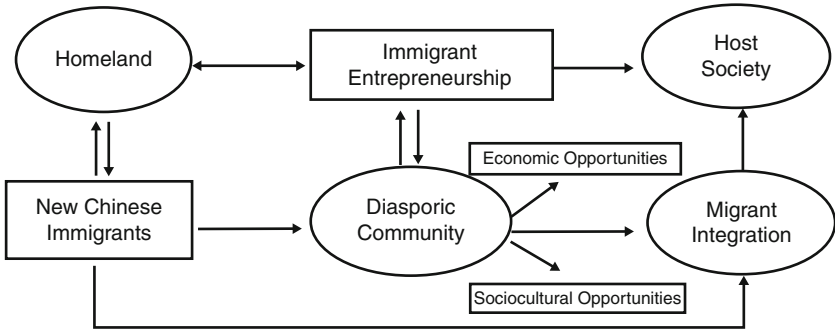 Homeland
Immigrant
Entrepreneurship
Host
Society
Economic Opportunities
New Chinese
Immigrants
Diasporic
Community
Migrant
Integration
Sociocultural Opportunities